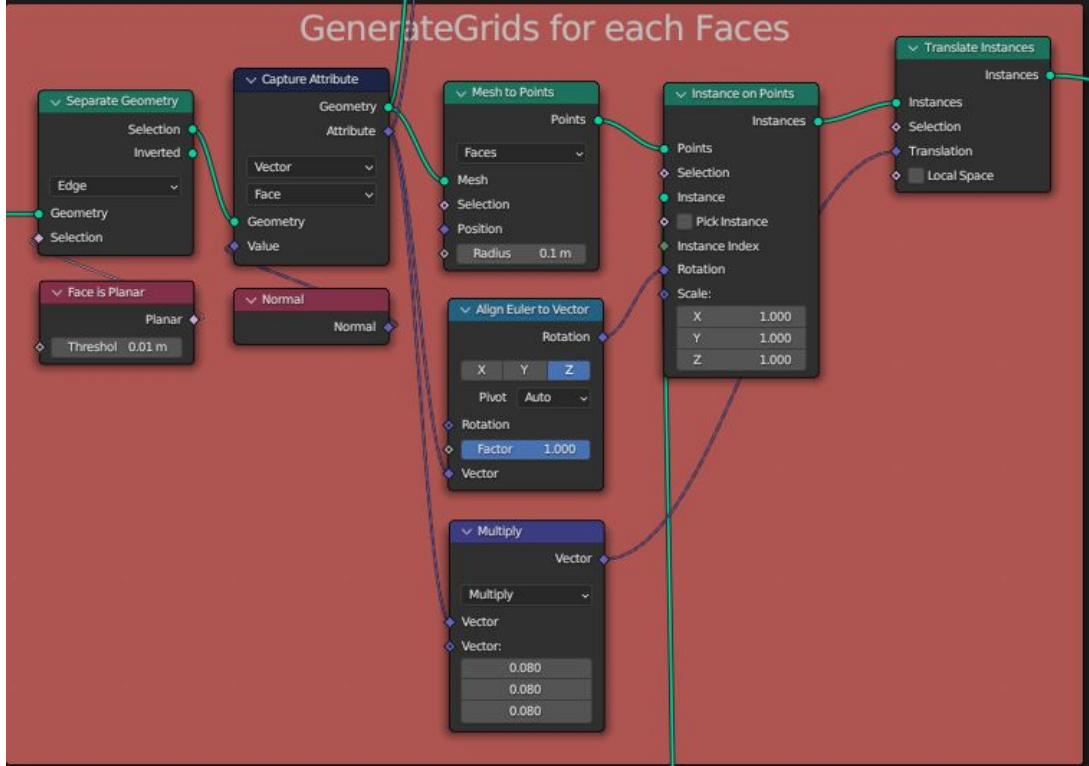 GenerateGrids for each Faces
Separate Geometry
Selection
Inverted
Edge
Geometry
Selection
Face is Planar
Planar
Threshol 0.01 m
Capture Attribute
Geometry
Attribute
Vector
Face
Geometry
Value
Normal
Normal
Mesh to Points
Points
Faces
Mesh
Selection
Position
Radius 0.1 m
Align Euler to Vector
Rotation
X Y Z
Pivot Auto
Rotation
Factor 1.000
Vector
Multiply
Vector
Multiply
Vector
Vector:
0.080
0.080
0.080
Instance on Points
Instances
Points
Selection
Instance
Pick Instance
Instance Index
Rotation
Scale:
X 1.000
Y 1.000
Z 1.000
Translate Instances
Instances
Instances
Selection
Translation
Local Space